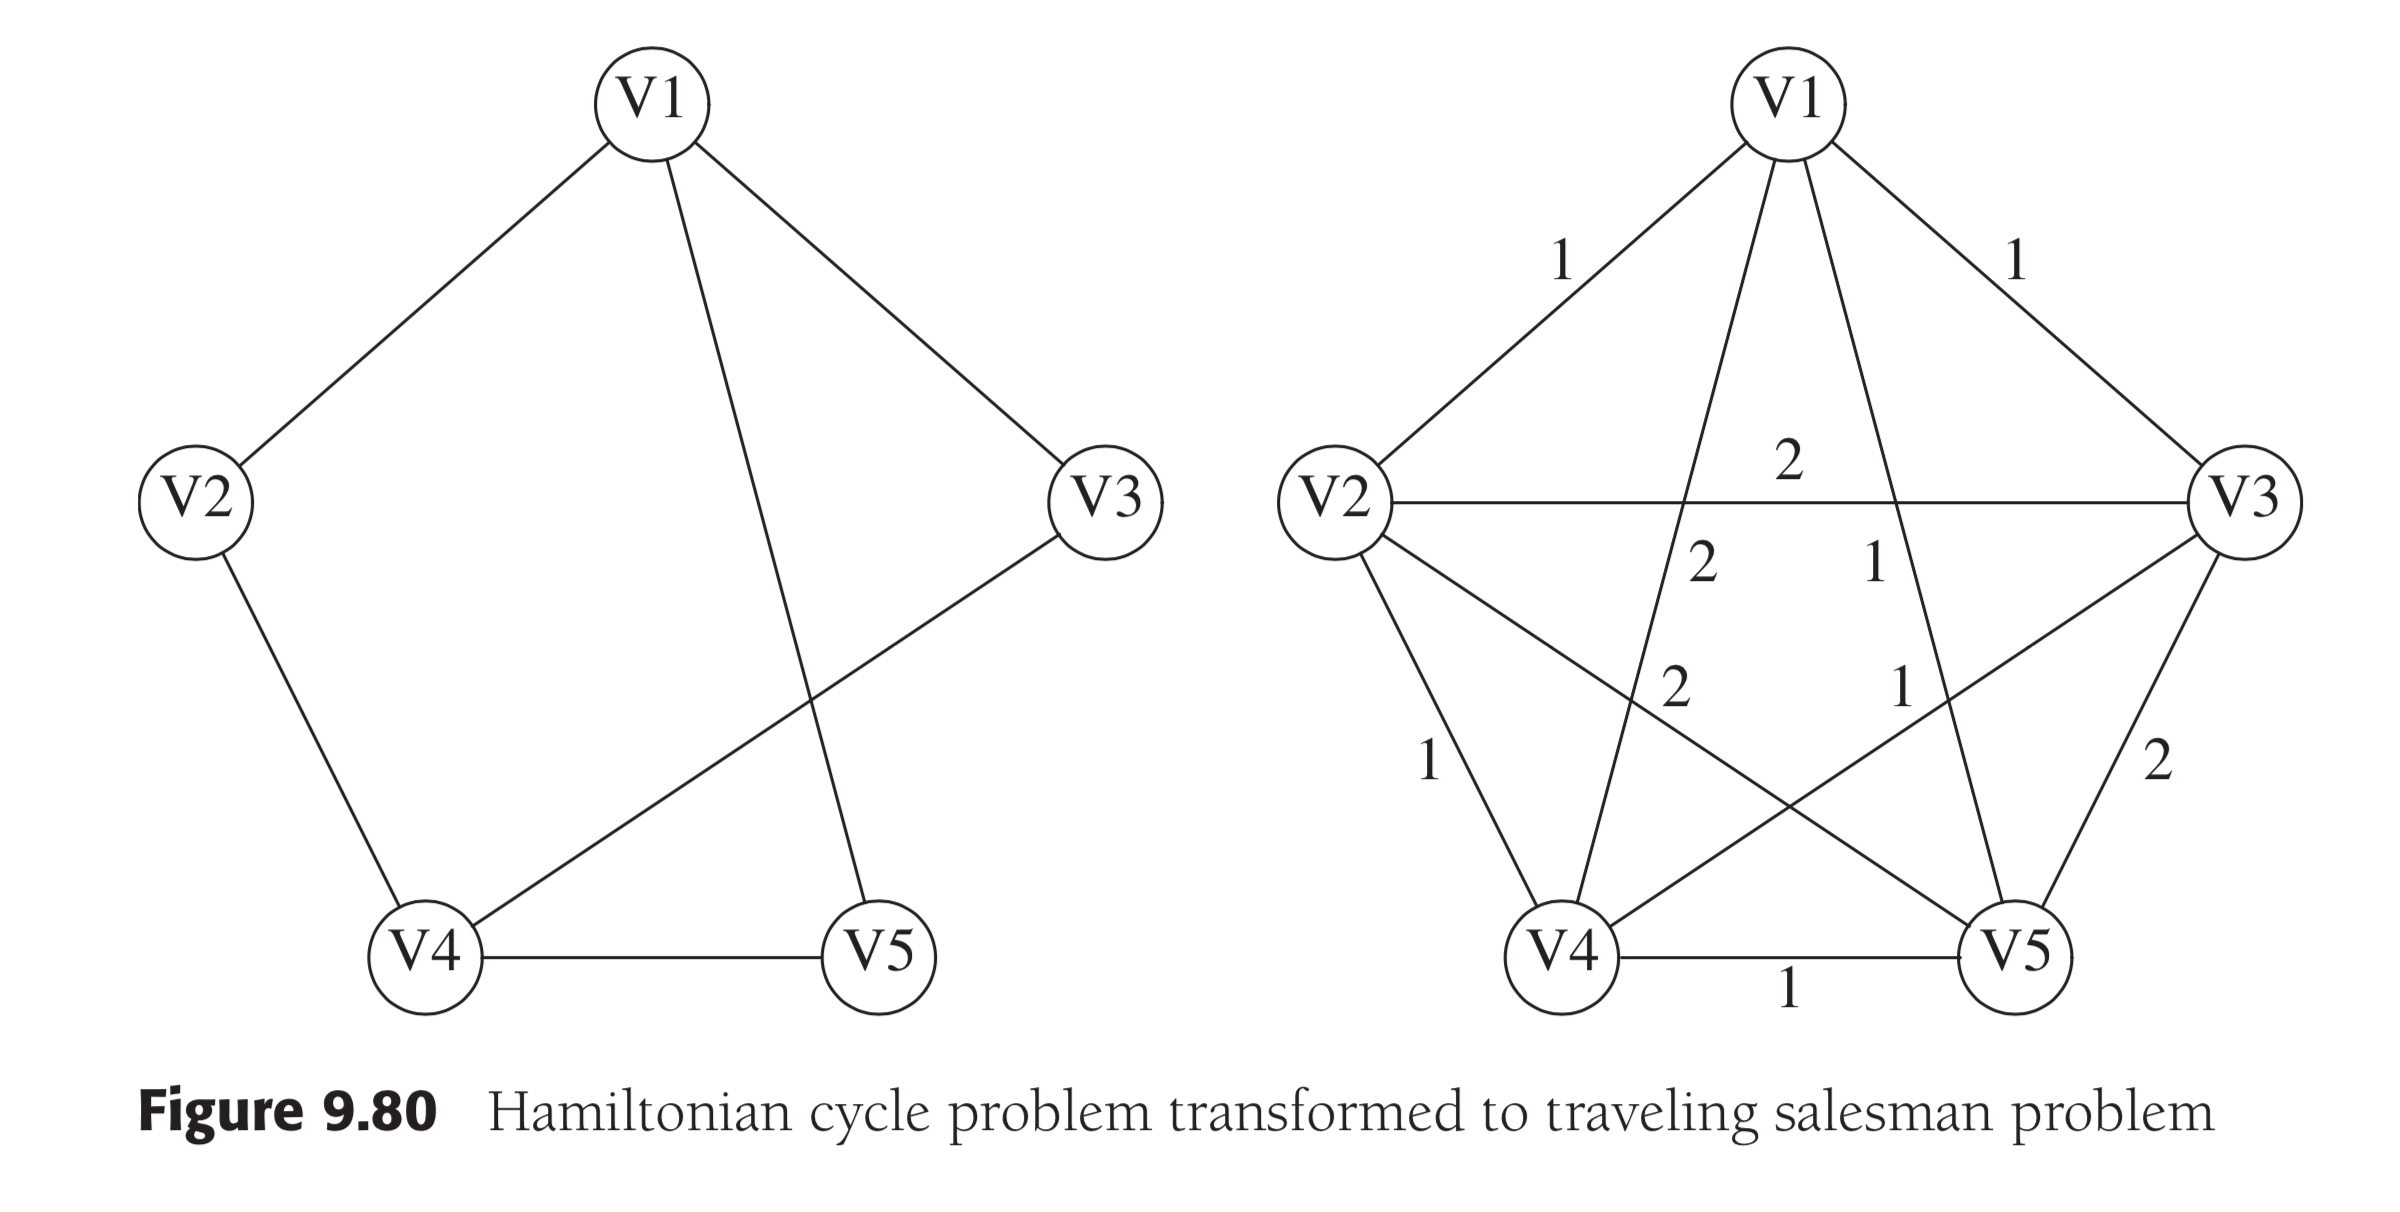 V1
V2
V3
V4
V5
V1
1
1
V2
2
V3
2
1
2
1
1
2
V4
V5
1
Figure 9.80 Hamiltonian cycle problem transformed to traveling salesman problem